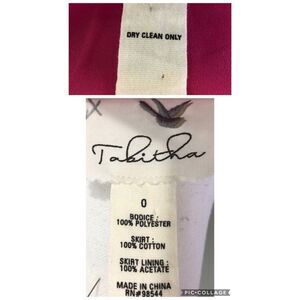 DRY CLEAN ONLY
Tabitha
0
BODICE:
100% POLYESTER
SKIRT:
100% COTTON
SKIRT LINING:
100% ACETATE
MADE IN CHINA
RN#98544
PIC•COLLAGE